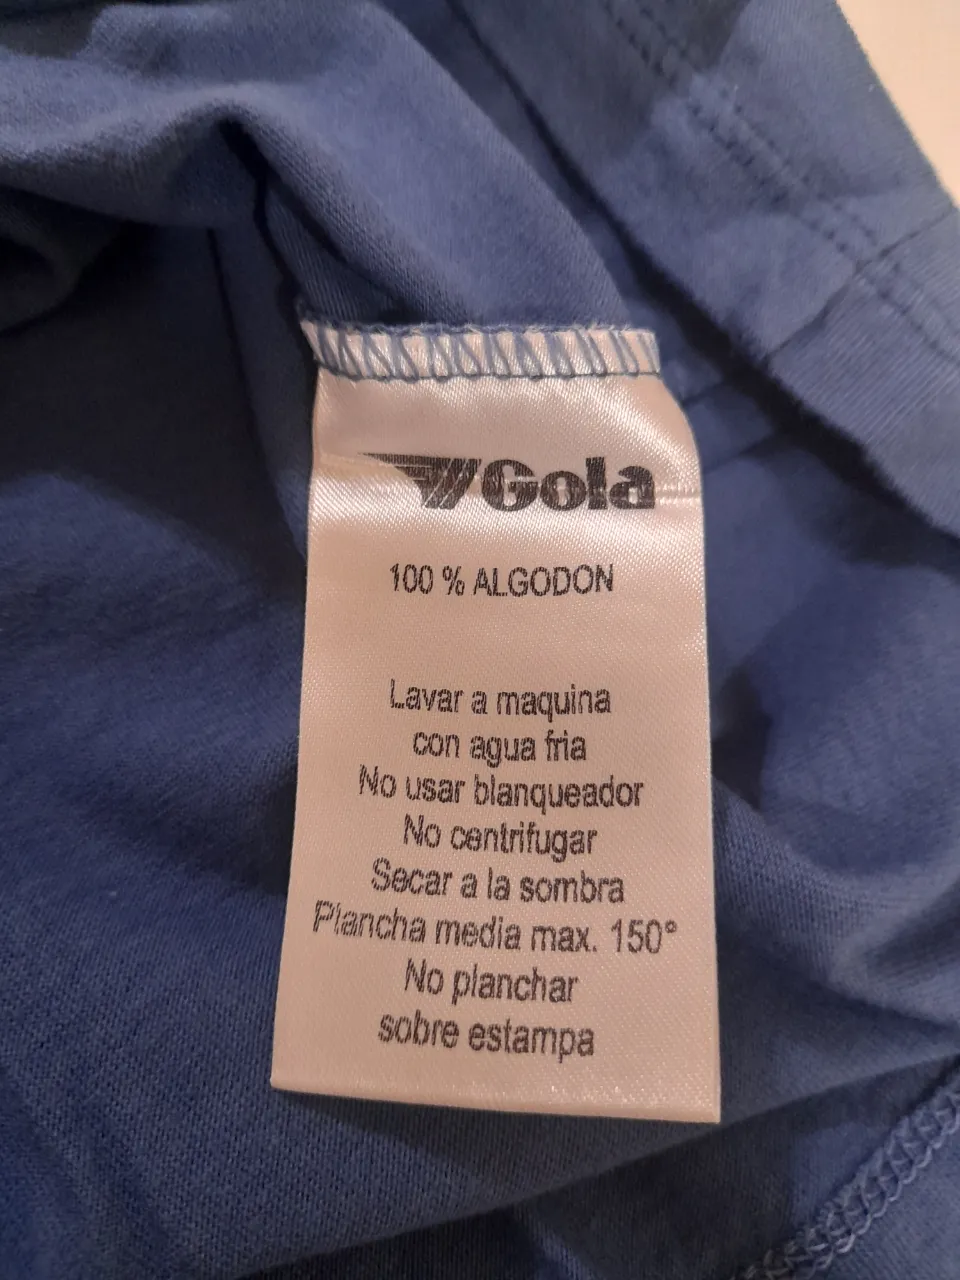 Gola
100 % ALGODON
Lavar a maquina
con agua fria
No usar blanqueador
No centrifugar
Secar a la sombra
Plancha media max. 150°
No planchar
sobre estampa